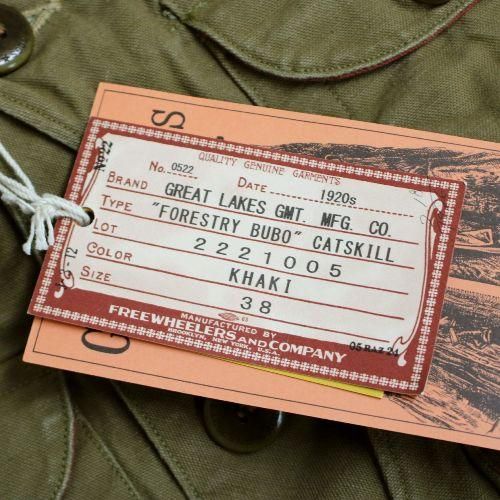 QUALITY GENUINE GARMENTS
No. 0522 DATE 1920s
BRAND GREAT LAKES GMT. MFG. CO.
TYPE "FORESTRY BUBO" CATSKILL
LOT 2221005
COLOR KHAKI
SIZE 38
MANUFACTURED BY
FREEWHEELERS AND COMPANY
BROOKLYN, NEW YORK, U.S.A.